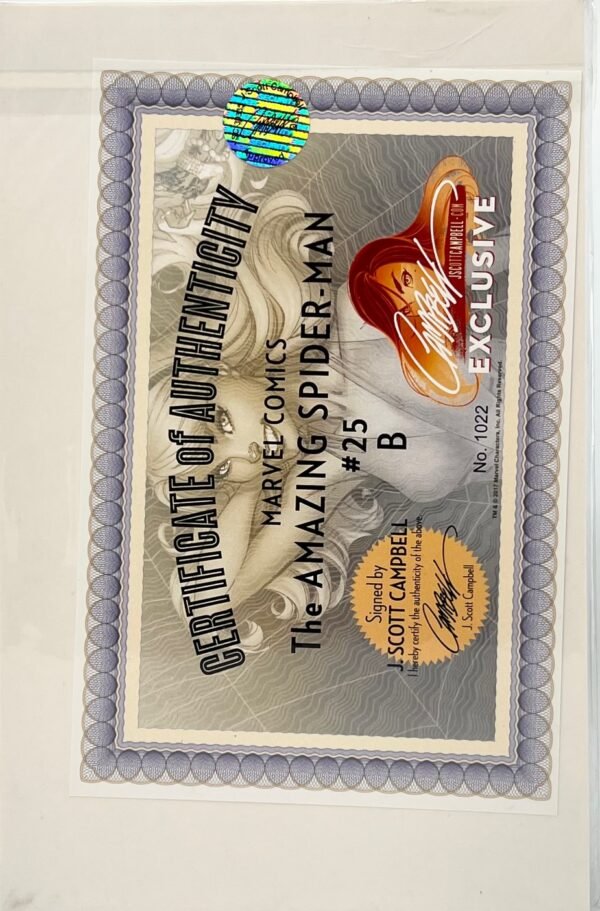 CERTIFICATE of AUTHENTICITY
MARVEL COMICS
The AMAZING SPIDER-MAN
#25
B
Signed by
J. SCOTT CAMPBELL
I hereby certify the authenticity of the above.
J. Scott Campbell
No. 1022
JSCOTTCAMPBELL.COM
EXCLUSIVE
TM & © 2017 Marvel Characters, Inc. All Rights Reserved.